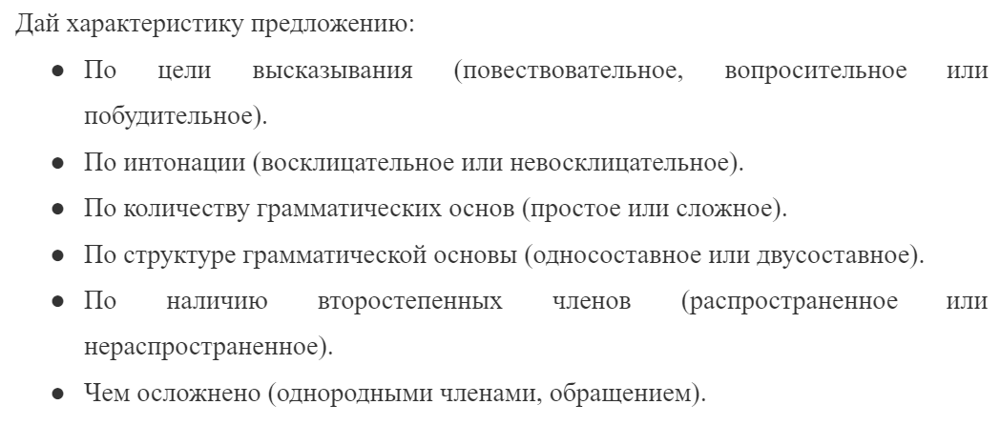 Дай характеристику предложению:
● По цели высказывания (повествовательное, вопросительное или
побудительное).
● По интонации (восклицательное или невосклицательное).
● По количеству грамматических основ (простое или сложное).
● По структуре грамматической основы (односоставное или двусоставное).
● По наличию второстепенных членов (распространенное или
нераспространенное).
● Чем осложнено (однородными членами, обращением).